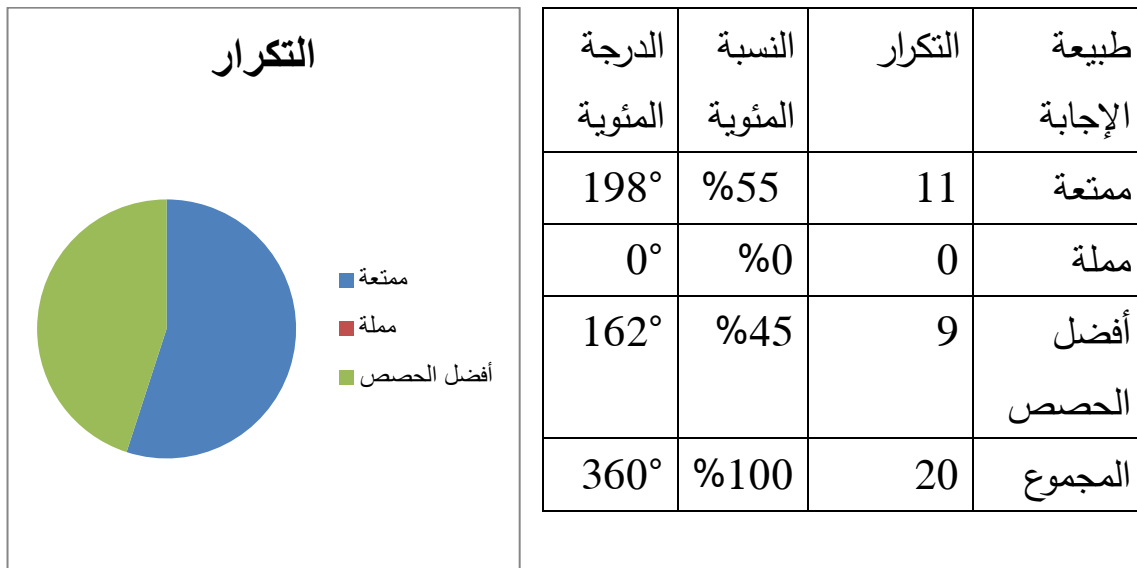 التكرار
ممتعة
مملة
أفضل الحصص
طبيعة الإجابة التكرار النسبة المئوية الدرجة المئوية
ممتعة 11 %55 198°
مملة 0 %0 0°
أفضل الحصص 9 %45 162°
المجموع 20 %100 360°